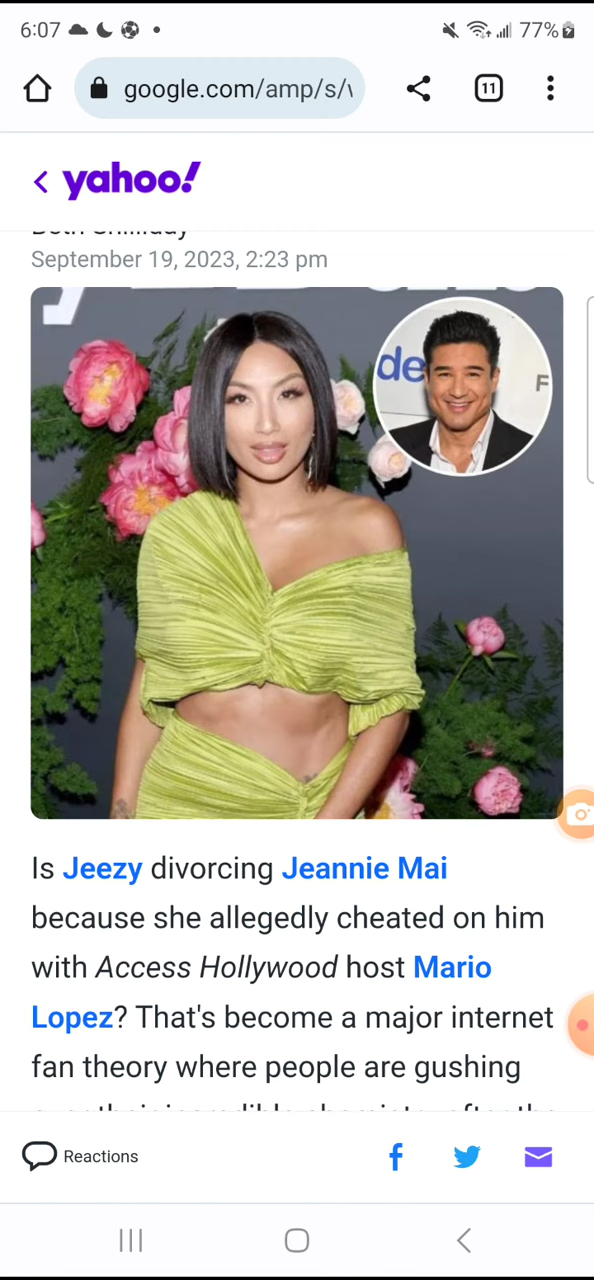 6:07 77%
google.com/amp/s/ 11
yahoo!
September 19, 2023, 2:23 pm
de
F
Is Jeezy divorcing Jeannie Mai
because she allegedly cheated on him
with Access Hollywood host Mario
Lopez? That's become a major internet
fan theory where people are gushing
Reactions